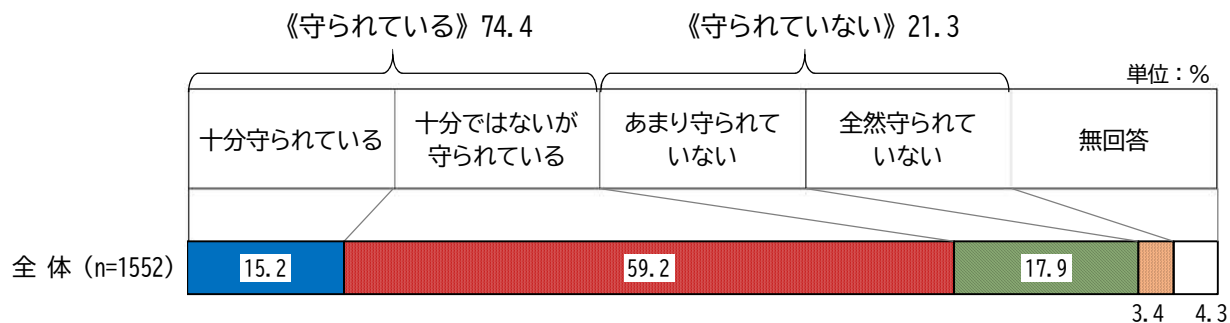 《守られている》74.4 《守られていない》21.3
単位：%
十分守られている
十分ではないが
守られている
あまり守られて
いない
全然守られて
いない
無回答
全 体 (n=1552)
15.2
59.2
17.9
3.4
4.3